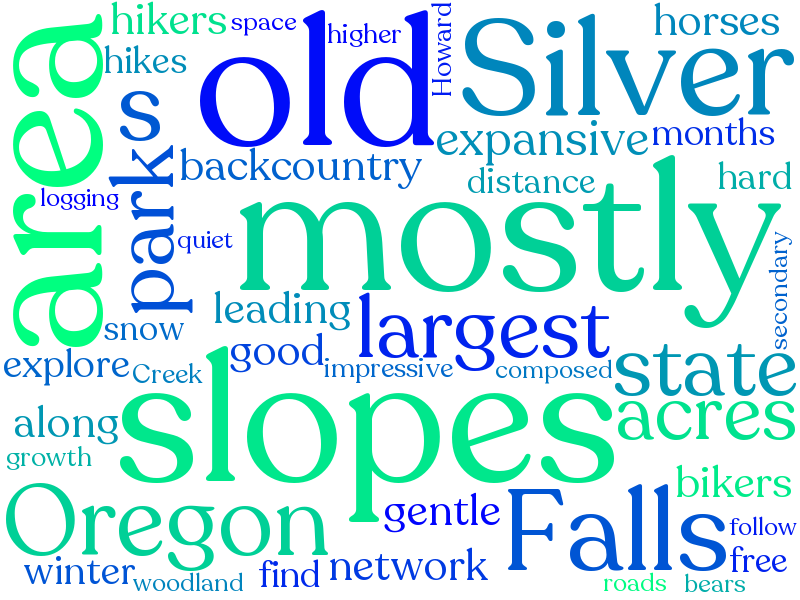 hikers
space
higher
Howard
horses
area
hikes
old
Silver
s
expansive
months
park
backcountry
distance
hard
logging
mostly
quiet
secondary
leading
largest
snow
good
state
explore
Creek
impressive
composed
slopes
acres
along
growth
bikers
Oregon
gentle
Falls
follow
winter
woodland
find
network
free
roads
bears